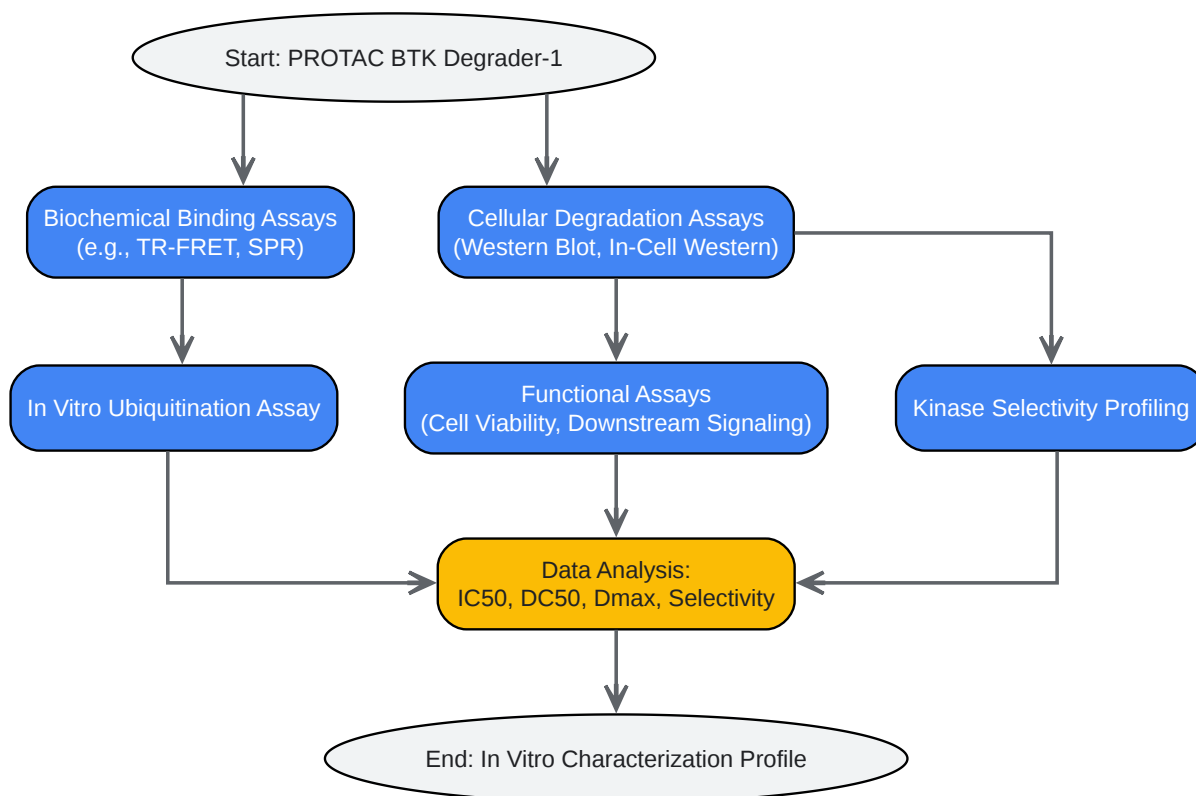 Start: PROTAC BTK Degrader-1
Biochemical Binding Assays
(e.g., TR-FRET, SPR)
Cellular Degradation Assays
(Western Blot, In-Cell Western)
In Vitro Ubiquitination Assay
Functional Assays
(Cell Viability, Downstream Signaling)
Kinase Selectivity Profiling
Data Analysis:
IC50, DC50, Dmax, Selectivity
End: In Vitro Characterization Profile